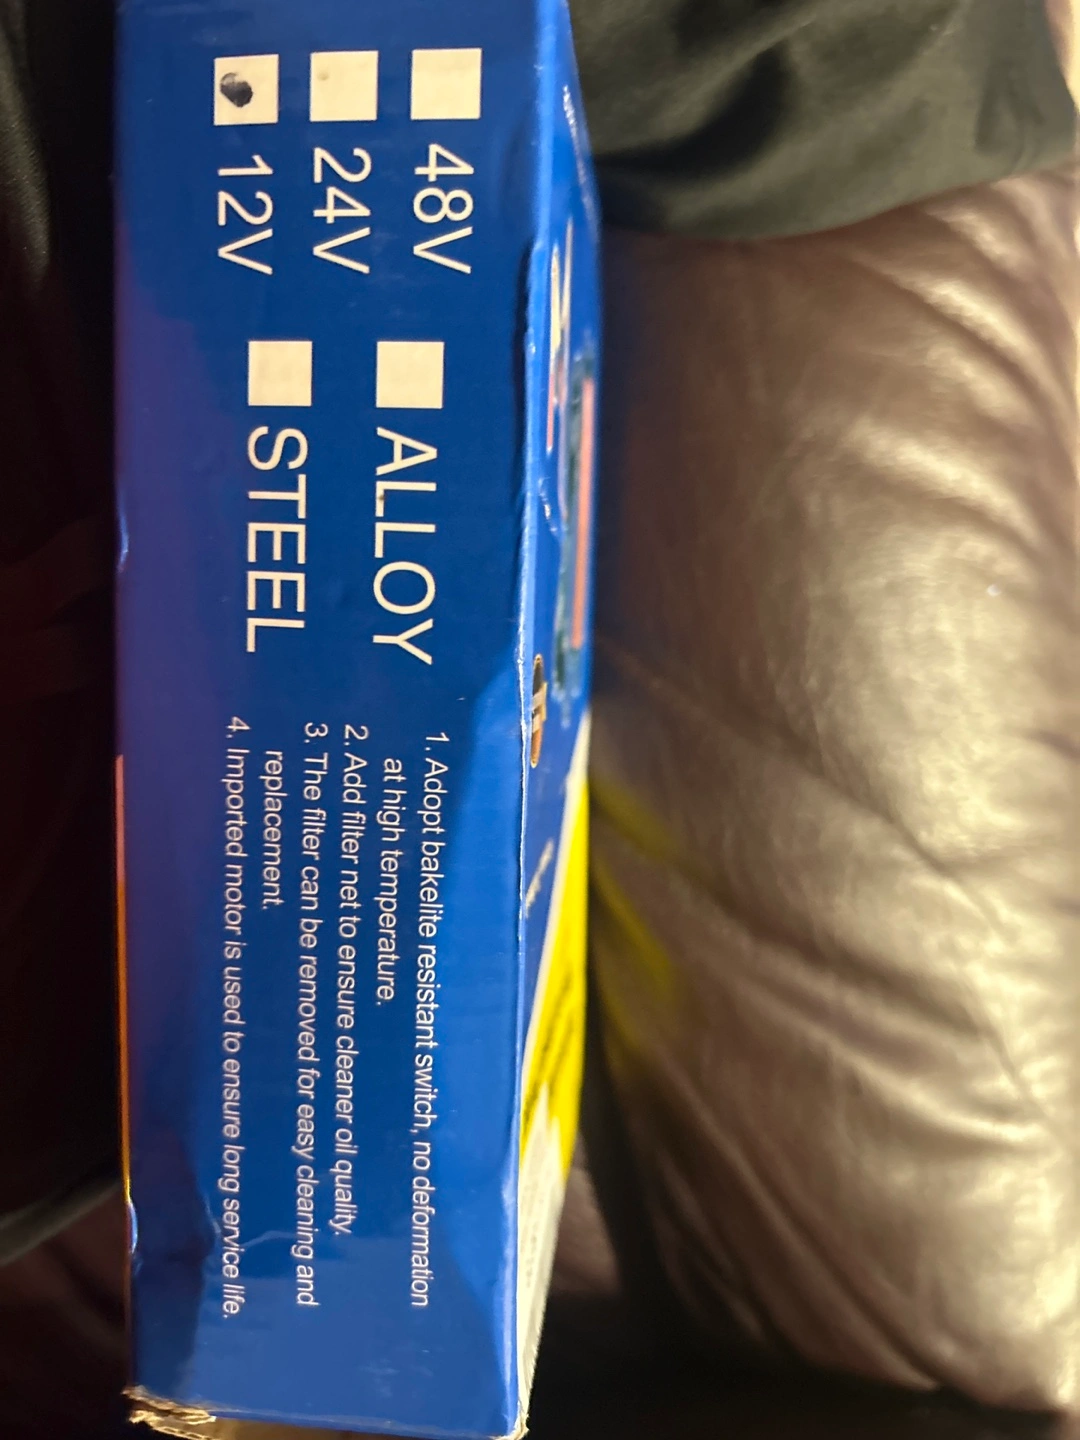 48V
24V
12V
ALLOY
STEEL
1. Adopt bakelite resistant switch, no deformation
at high temperature.
2. Add filter net to ensure cleaner oil quality.
3. The filter can be removed for easy cleaning and
replacement.
4. Imported motor is used to ensure long service life.